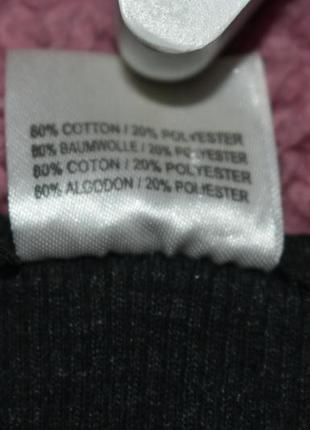 80% COTTON / 20% POLYESTER
80% BAUMWOLLE / 20% POLYESTER
80% COTON / 20% POLYESTER
80% ALGODON / 20% POLYESTER